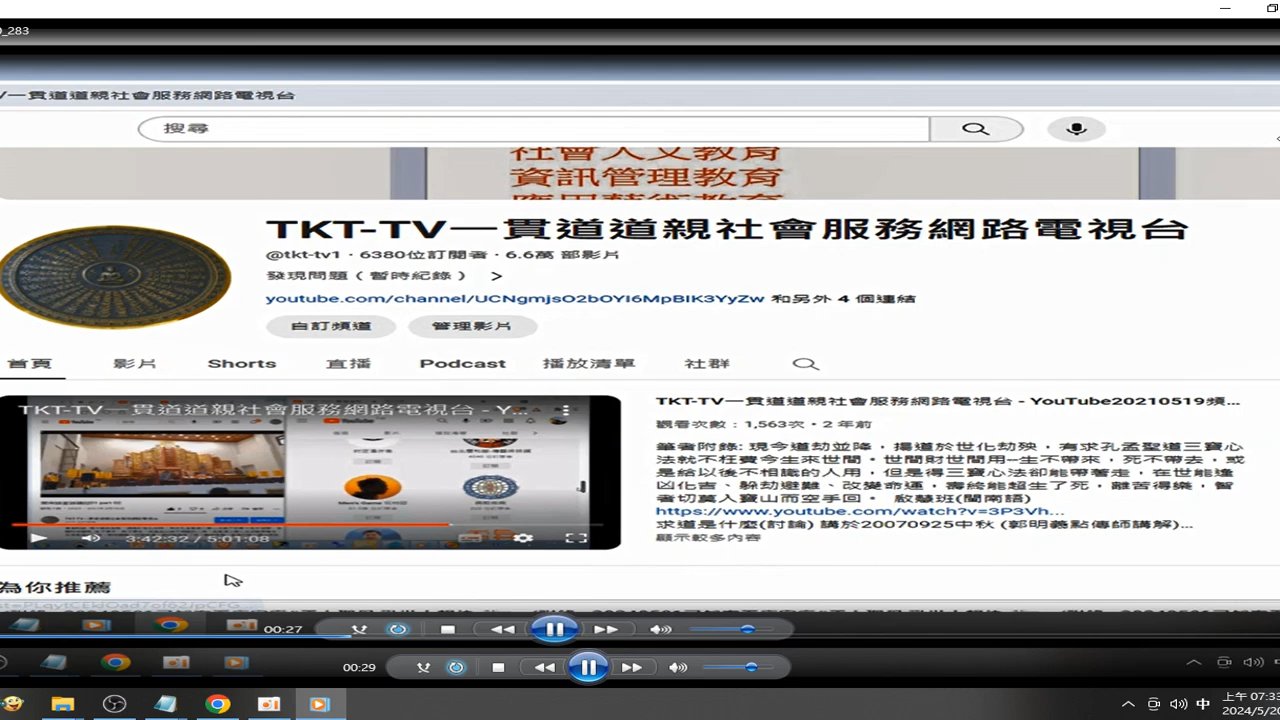 _283
一貫道道親社會服務網路電視台
搜尋
社會人文教育
資訊管理教育
應用藝術教育
TKT-TV一貫道道親社會服務網路電視台
@tkt-tv1 · 6380位訂閱者 · 6.6萬 部影片
發現問題（暫時紀錄） >
youtube.com/channel/UCNgmjsO2bOYI6MpBIK3YyZw 和另外 4 個連結
自訂頻道 管理影片
首頁 影片 Shorts 直播 Podcast 播放清單 社群
TKT-TV一貫道道親社會服務網路電視台 - Y...
3:42:32 / 5:01:08
TKT-TV一貫道道親社會服務網路電視台 - YouTube20210519頻...
觀看次數：1,563次 · 2 年前
筆者附錄: 現今道劫並降，揚道於世化劫殃，有求孔孟聖道三寶心
法就不枉費今生來世間。世間財世間用一生不帶來，死不帶去，或
是給以後不相識的人用，但是得三寶心法卻能帶著走，在世能逢
凶化吉、躲劫避難、改變命運，壽終能超生了死，離苦得樂，智
者切莫入寶山而空手回。 啟慧班(閩南語)
https://www.youtube.com/watch?v=3P3Vh...
求道是什麼(討論) 講於20070925中秋 (郭明義點傳師講解)...
顯示較多內容
為你推薦
00:27
00:29
中
上午 07:33
2024/5/20